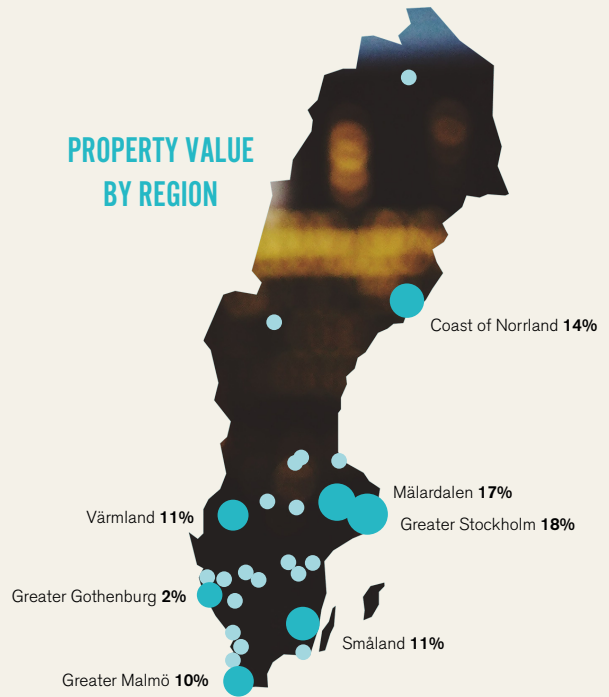 PROPERTY VALUE
BY REGION
Coast of Norrland 14%
Mälardalen 17%
Värmland 11%
Greater Stockholm 18%
Greater Gothenburg 2%
Småland 11%
Greater Malmö 10%